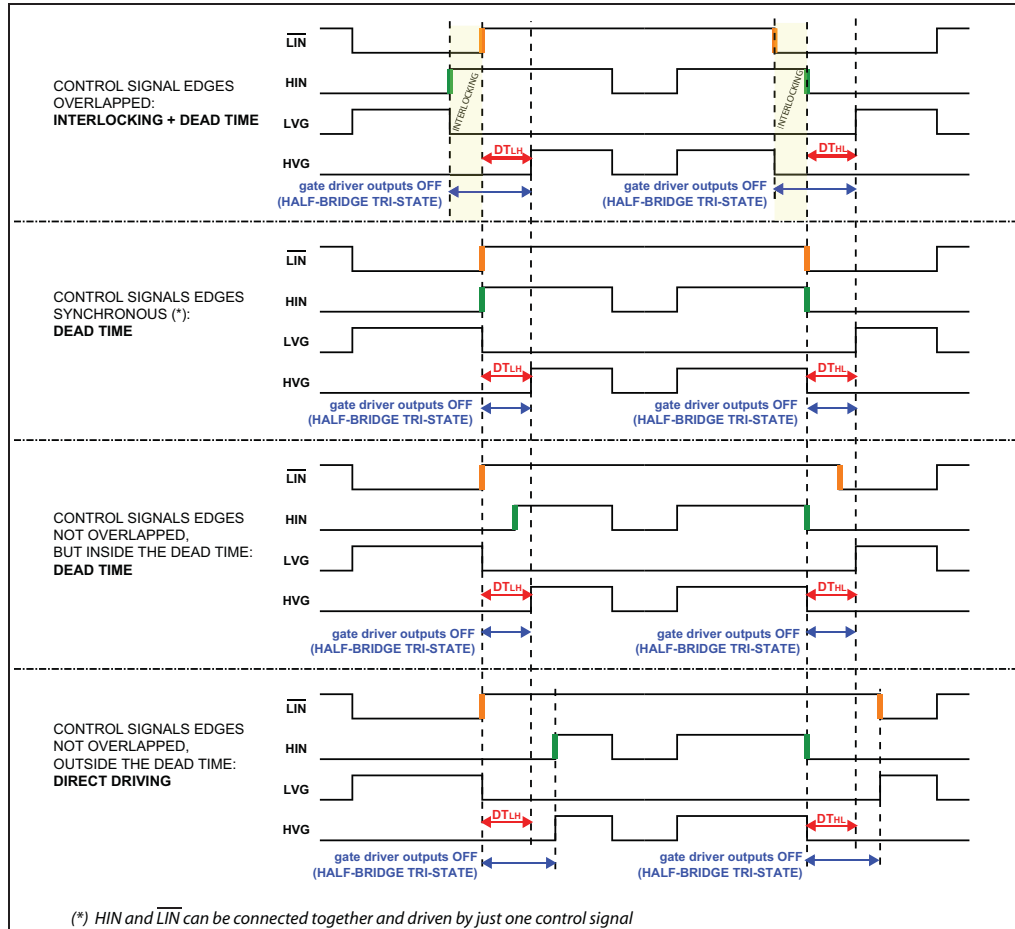 LIN
HIN
LVG
HVG
CONTROL SIGNAL EDGES
OVERLAPPED:
INTERLOCKING + DEAD TIME
INTERLOCKING
INTERLOCKING
DTLH
DTHL
gate driver outputs OFF
(HALF-BRIDGE TRI-STATE)
gate driver outputs OFF
(HALF-BRIDGE TRI-STATE)
LIN
HIN
LVG
HVG
CONTROL SIGNALS EDGES
SYNCHRONOUS (*):
DEAD TIME
DTLH
DTHL
gate driver outputs OFF
(HALF-BRIDGE TRI-STATE)
gate driver outputs OFF
(HALF-BRIDGE TRI-STATE)
LIN
HIN
LVG
HVG
CONTROL SIGNALS EDGES
NOT OVERLAPPED,
BUT INSIDE THE DEAD TIME:
DEAD TIME
DTLH
DTHL
gate driver outputs OFF
(HALF-BRIDGE TRI-STATE)
gate driver outputs OFF
(HALF-BRIDGE TRI-STATE)
LIN
HIN
LVG
HVG
CONTROL SIGNALS EDGES
NOT OVERLAPPED,
OUTSIDE THE DEAD TIME:
DIRECT DRIVING
DTLH
DTHL
gate driver outputs OFF
(HALF-BRIDGE TRI-STATE)
gate driver outputs OFF
(HALF-BRIDGE TRI-STATE)
(*) HIN and LIN can be connected together and driven by just one control signal